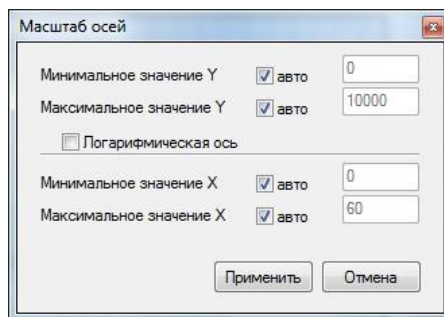 Масштаб осей
Минимальное значение Y авто 0
Максимальное значение Y авто 10000
Логарифмическая ось
Минимальное значение X авто 0
Максимальное значение X авто 60
Применить Отмена